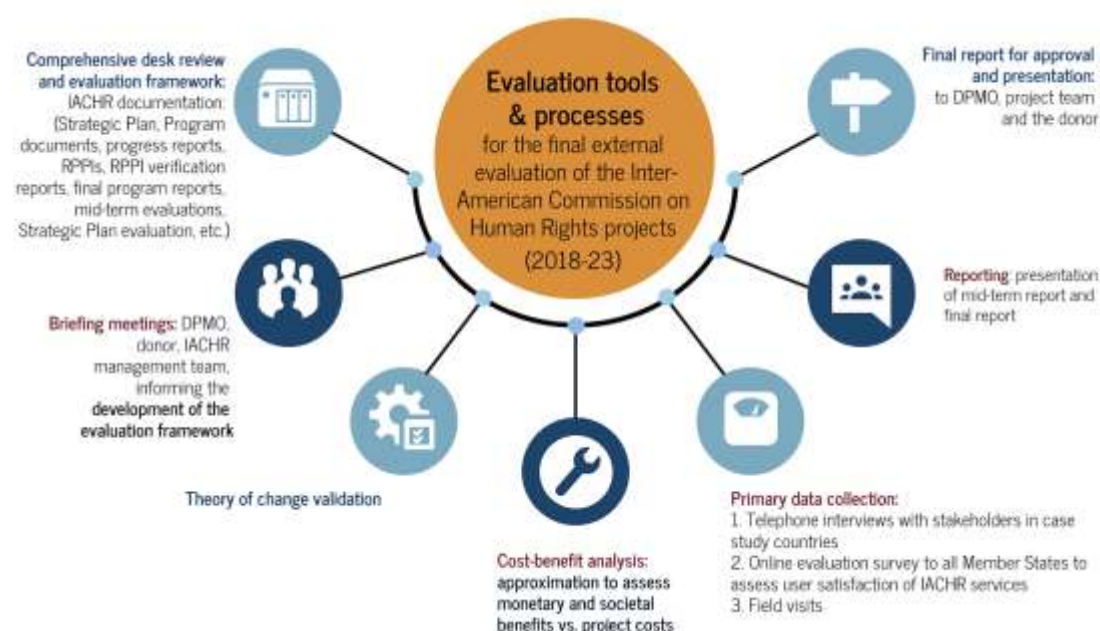 Evaluation tools
& processes
for the final external
evaluation of the Inter-
American Commission on
Human Rights projects
(2018-23)
Comprehensive desk review
and evaluation framework:
IACHR documentation:
(Strategic Plan, Program
documents, progress reports,
RPPIs, RPPI verification
reports, final program reports,
mid-term evaluations,
Strategic Plan evaluation, etc.)
Briefing meetings: DPMO,
donor, IACHR
management team,
informing the
development of the
evaluation framework
Theory of change validation
Cost-benefit analysis:
approximation to assess
monetary and societal
benefits vs. project costs
Primary data collection:
1. Telephone interviews with stakeholders in case
study countries
2. Online evaluation survey to all Member States to
assess user satisfaction of IACHR services
3. Field visits
Reporting: presentation
of mid-term report and
final report
Final report for approval
and presentation:
to DPMO, project team
and the donor